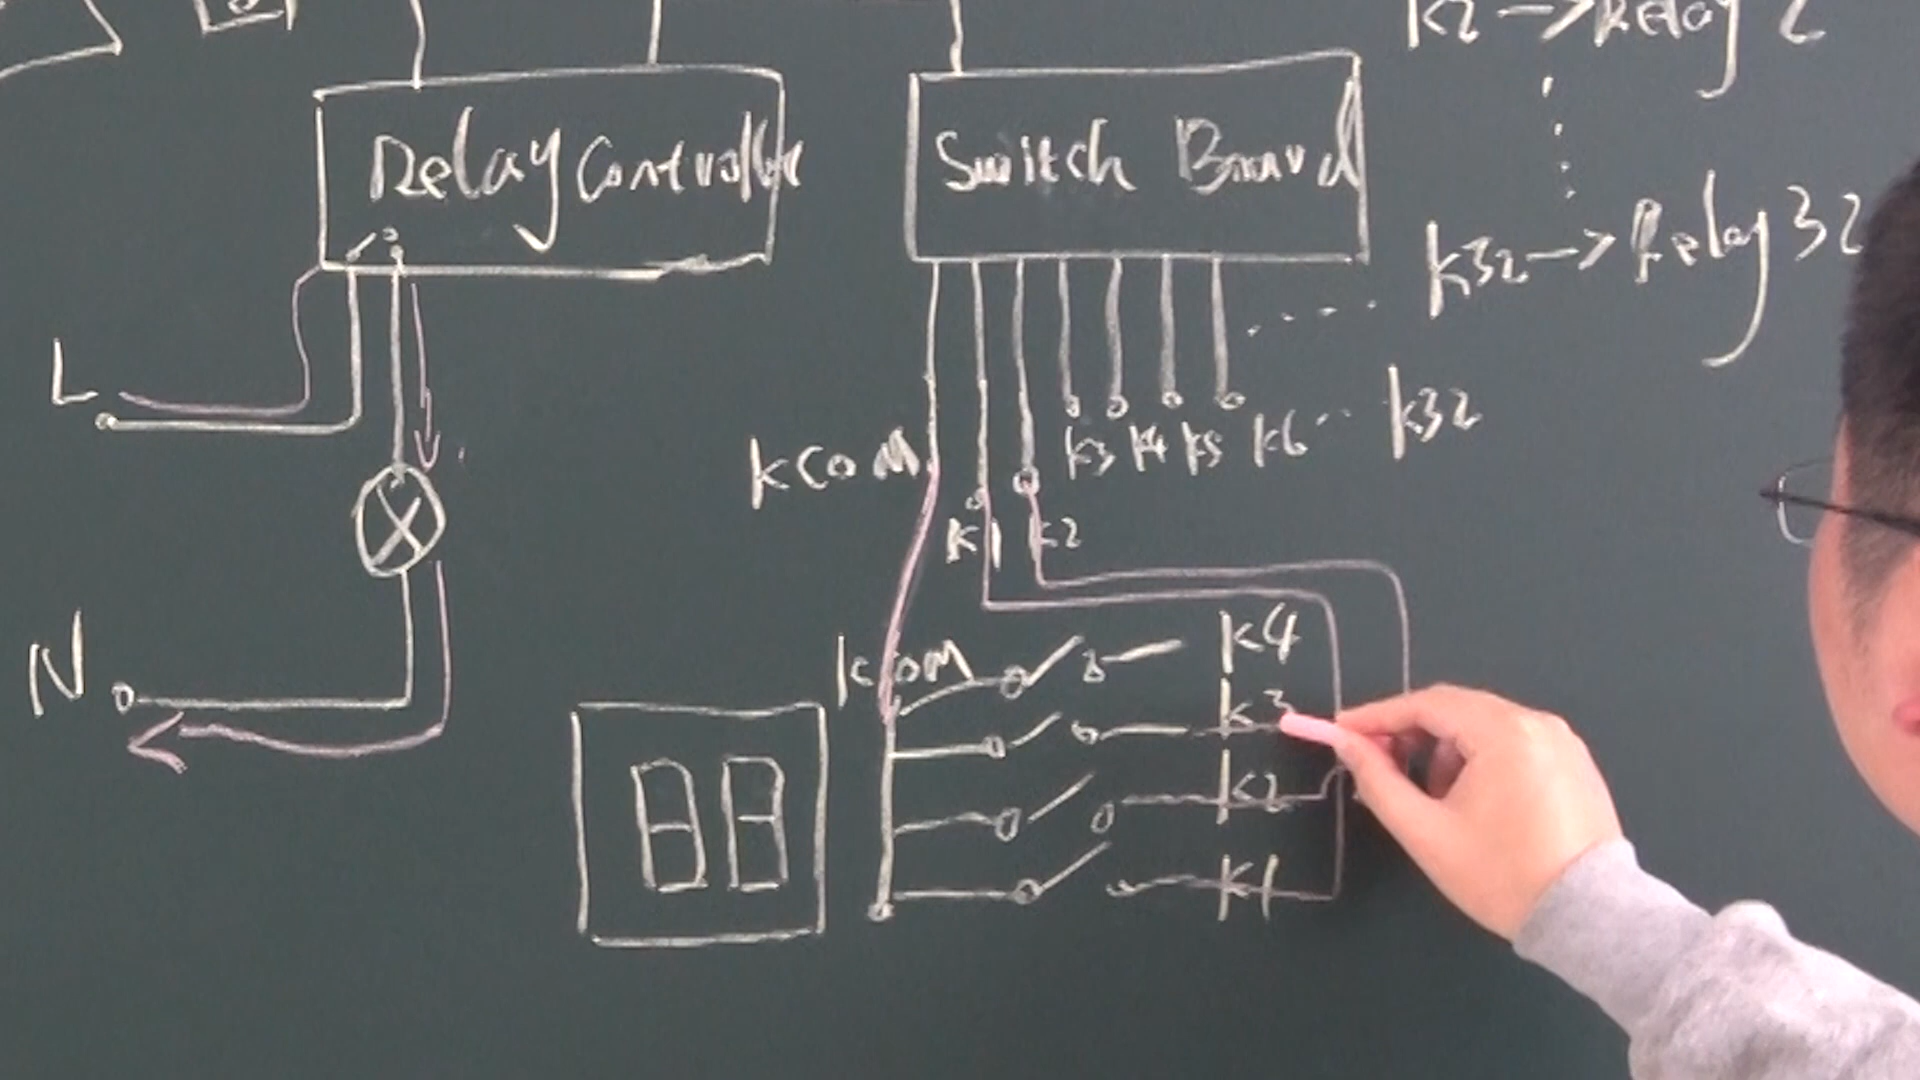 K2 -> Relay 2
Relay Controller
Switch Board
K32 -> Relay 32
L
KCOM
K3 K4 K5 K6 ... K32
K1 K2
N
KCOM
K4
K3
K2
K1
88